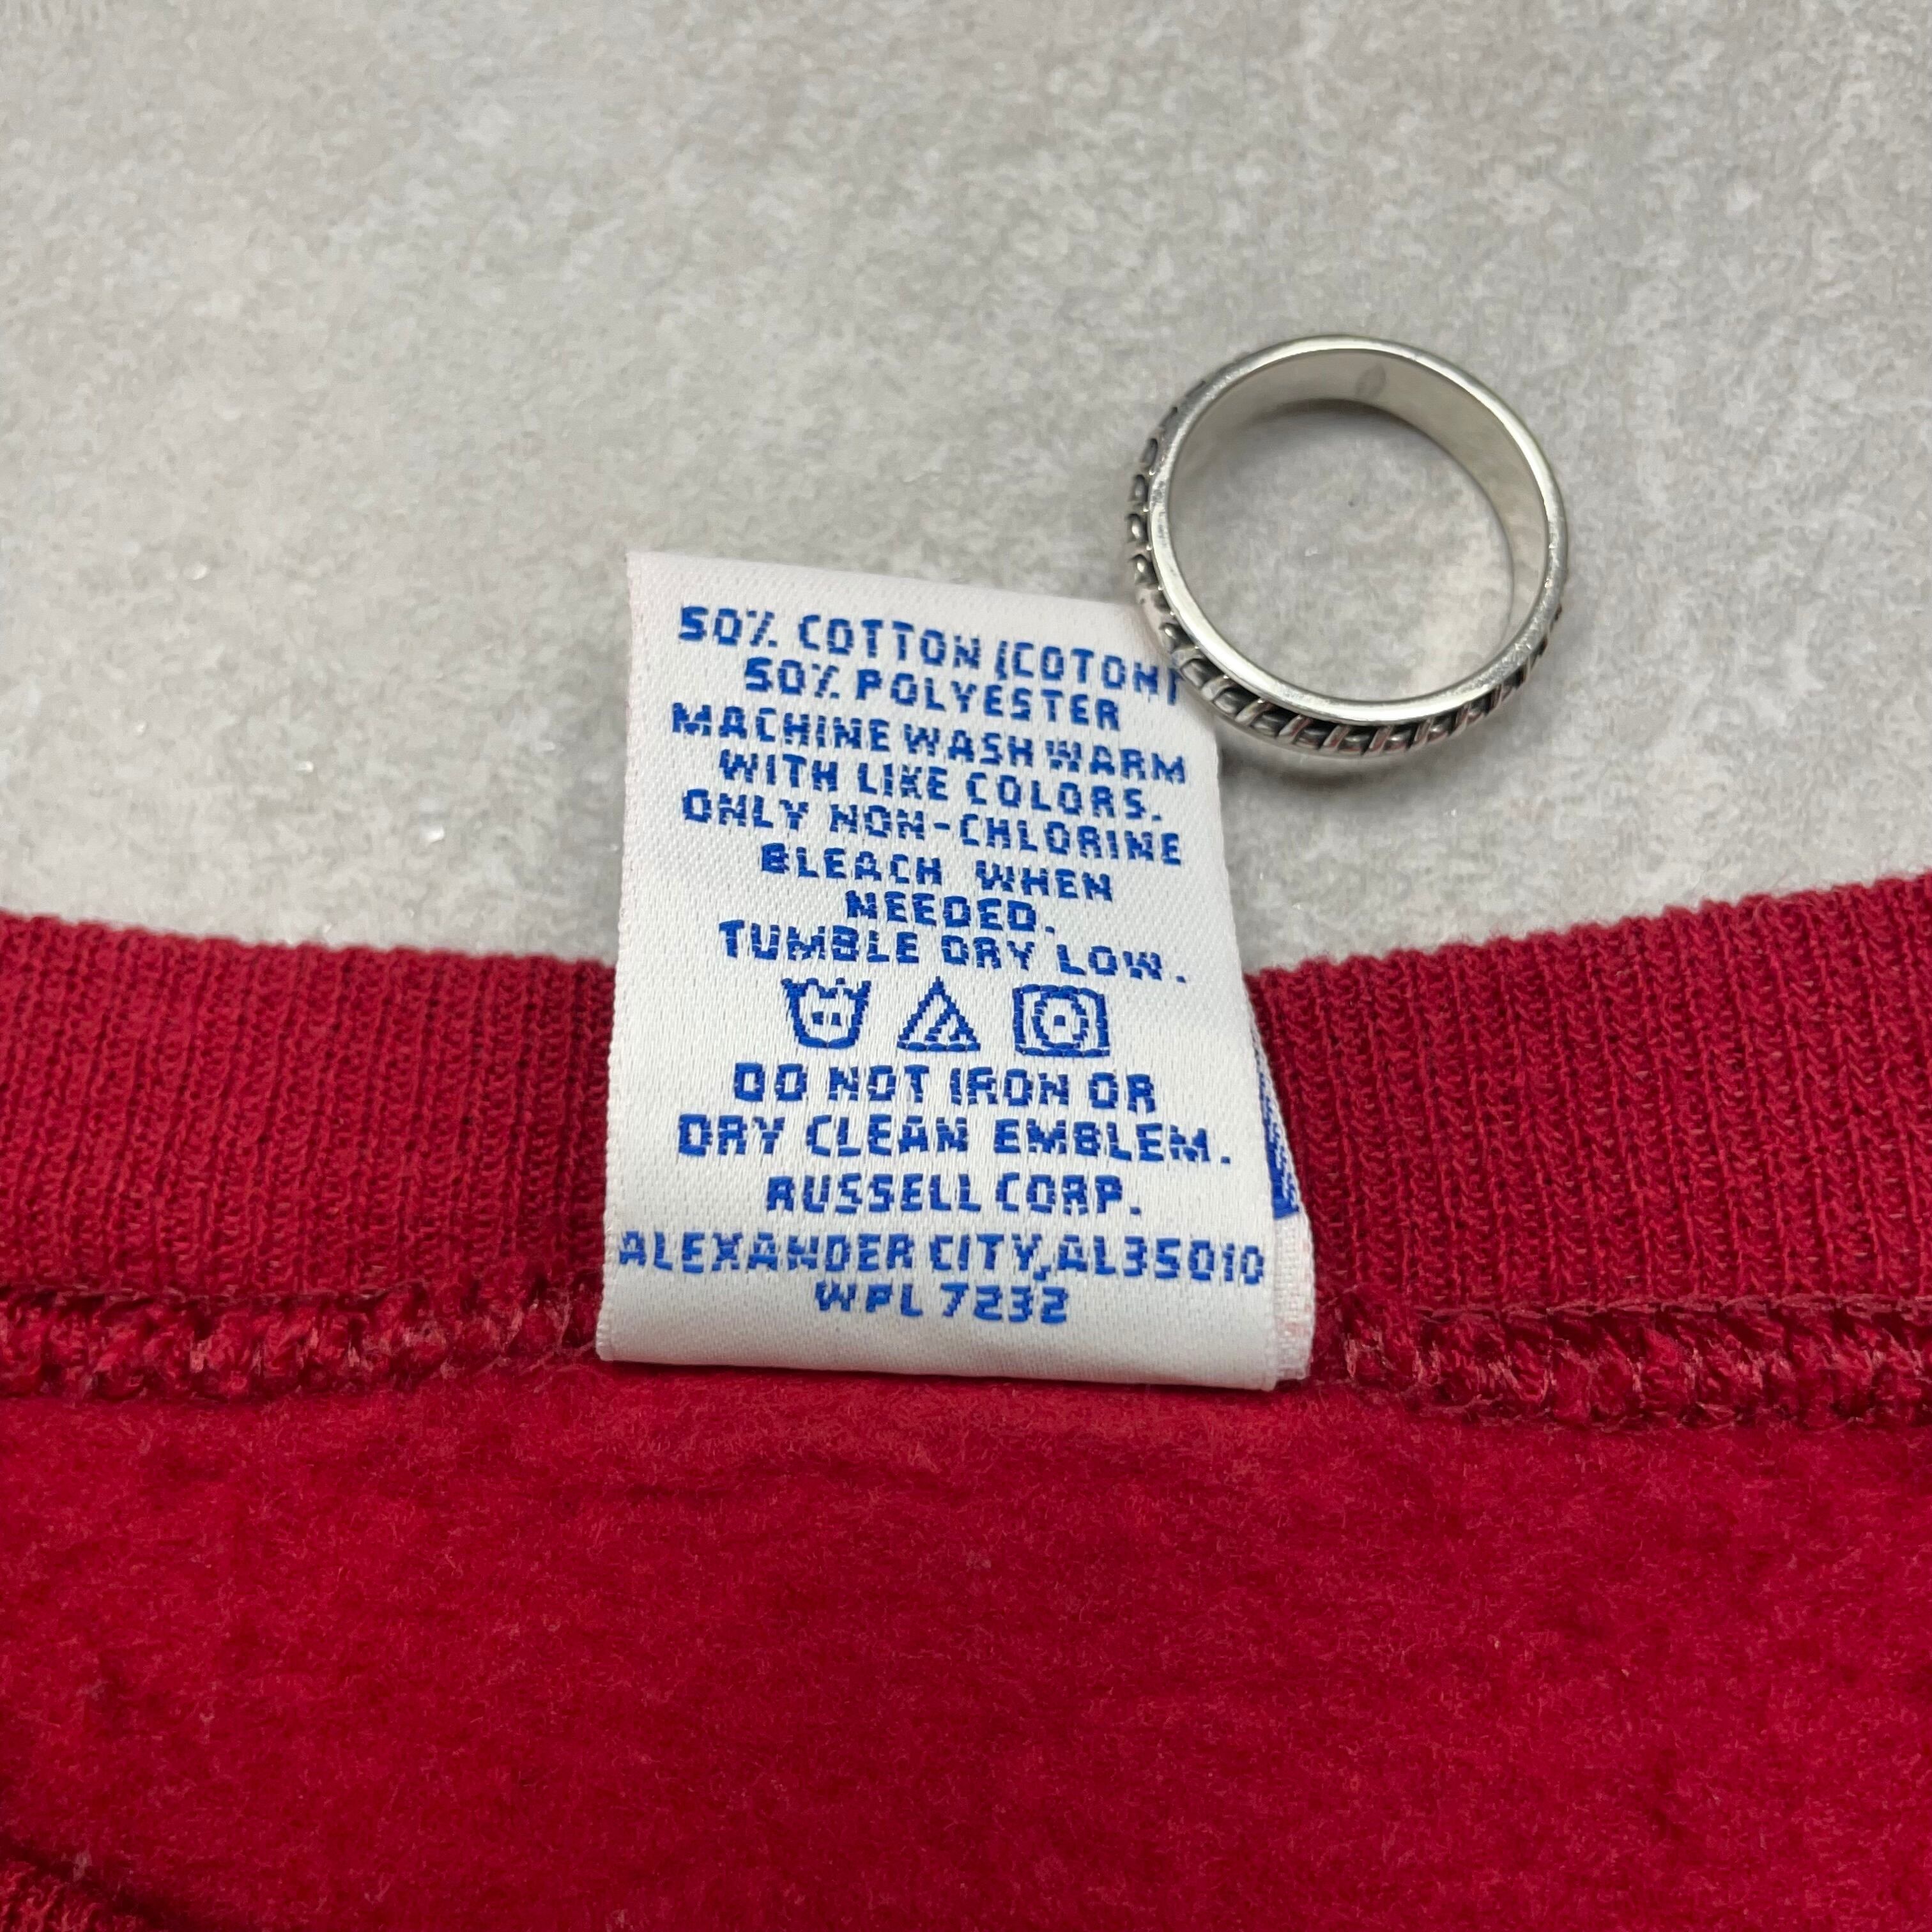 50% COTTON (COTON)
50% POLYESTER
MACHINE WASH WARM
WITH LIKE COLORS.
ONLY NON-CHLORINE
BLEACH WHEN
NEEDED.
TUMBLE DRY LOW.
DO NOT IRON OR
DRY CLEAN EMBLEM.
RUSSELL CORP.
ALEXANDER CITY,AL35010
WPL 7232